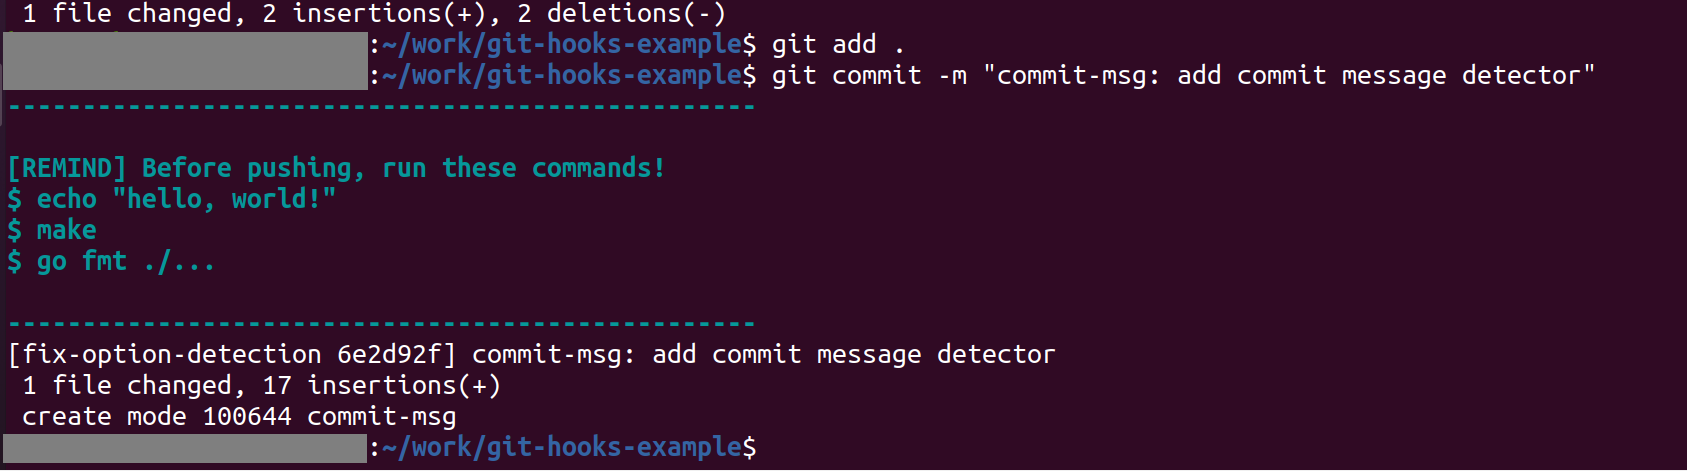 1 file changed, 2 insertions(+), 2 deletions(-)
:~/work/git-hooks-example$ git add .
:~/work/git-hooks-example$ git commit -m "commit-msg: add commit message detector"
--------------------------------------------------
[REMIND] Before pushing, run these commands!
$ echo "hello, world!"
$ make
$ go fmt ./...
--------------------------------------------------
[fix-option-detection 6e2d92f] commit-msg: add commit message detector
1 file changed, 17 insertions(+)
create mode 100644 commit-msg
:~/work/git-hooks-example$